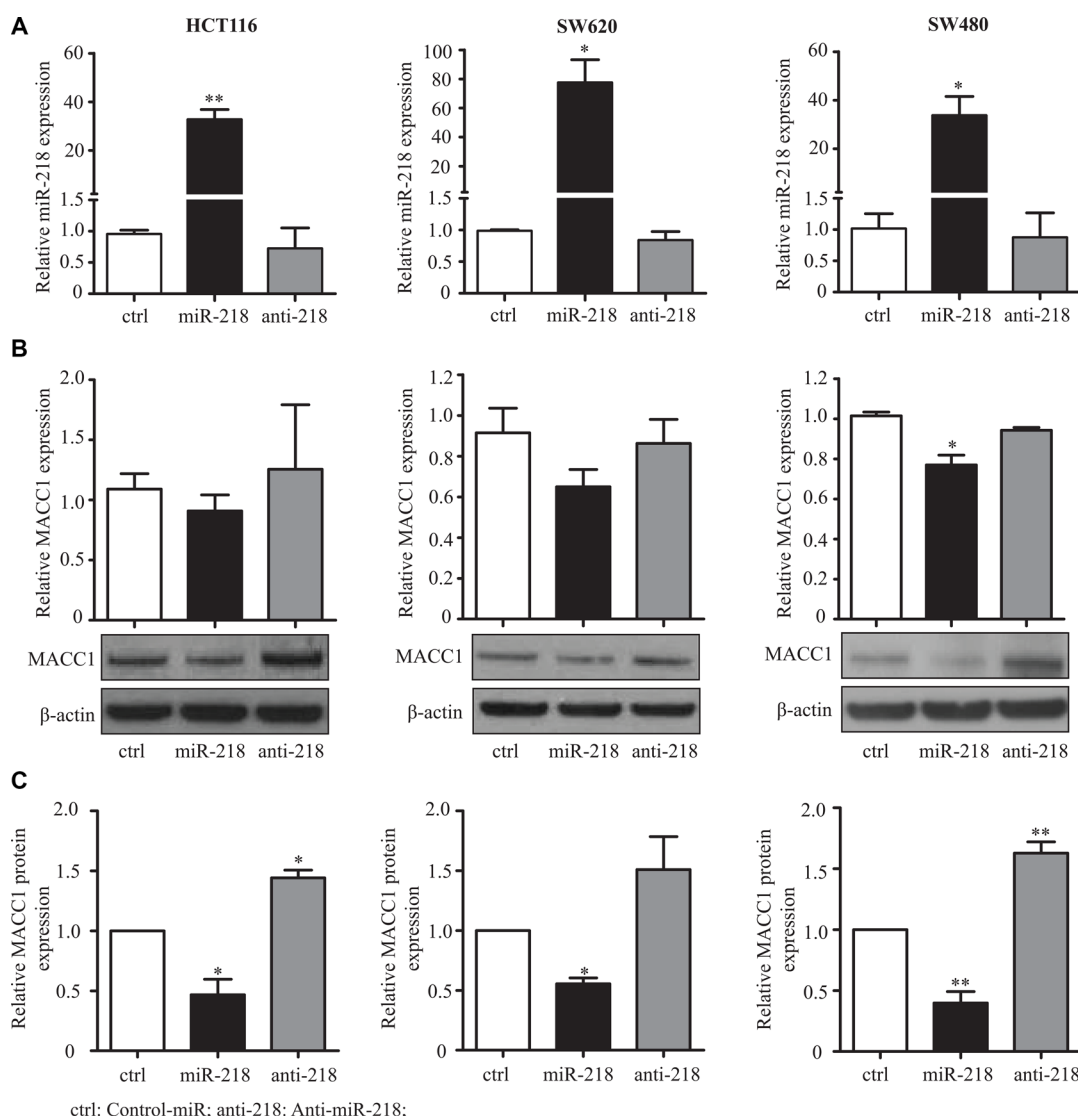 A
HCT116
SW620
SW480
Relative miR-218 expression
60
40
20
1.5
1.0
0.5
0
ctrl miR-218 anti-218
**
Relative miR-218 expression
100
80
60
40
20
1.5
1.0
0.5
0
ctrl miR-218 anti-218
*
Relative miR-218 expression
60
40
20
1.5
1.0
0.5
0
ctrl miR-218 anti-218
*
B
Relative MACC1 expression
2.0
1.5
1.0
0.5
0
MACC1
β-actin
ctrl miR-218 anti-218
Relative MACC1 expression
1.2
1.0
0.8
0.6
0.4
0.2
0
MACC1
β-actin
ctrl miR-218 anti-218
Relative MACC1 expression
1.2
1.0
0.8
0.6
0.4
0.2
0
*
MACC1
β-actin
ctrl miR-218 anti-218
C
Relative MACC1 protein
expression
2.0
1.5
1.0
0.5
0
*
*
ctrl miR-218 anti-218
Relative MACC1 protein
expression
2.0
1.5
1.0
0.5
0
*
ctrl miR-218 anti-218
Relative MACC1 protein
expression
2.0
1.5
1.0
0.5
0
**
**
ctrl miR-218 anti-218
ctrl: Control-miR; anti-218: Anti-miR-218;